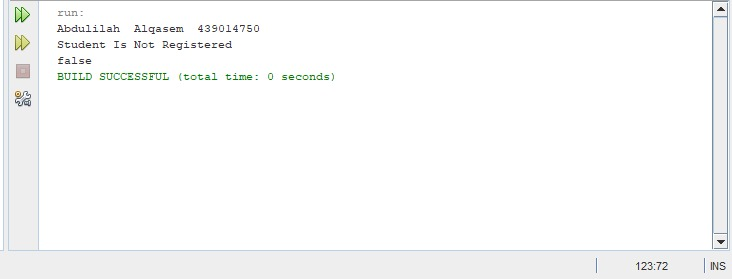 run:
Abdulilah  Alqasem  439014750
Student Is Not Registered
false
BUILD SUCCESSFUL (total time: 0 seconds)
123:72 INS